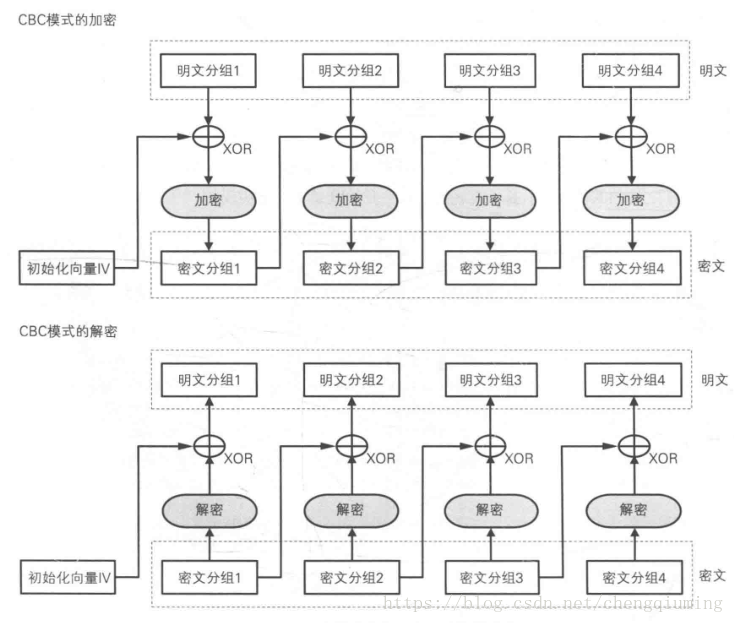 CBC模式的加密
明文分组1 明文分组2 明文分组3 明文分组4 明文
XOR XOR XOR XOR
加密 加密 加密 加密
初始化向量IV 密文分组1 密文分组2 密文分组3 密文分组4 密文
CBC模式的解密
明文分组1 明文分组2 明文分组3 明文分组4 明文
XOR XOR XOR XOR
解密 解密 解密 解密
初始化向量IV 密文分组1 密文分组2 密文分组3 密文分组4 密文
https://blog.csdn.net/chengqiuming